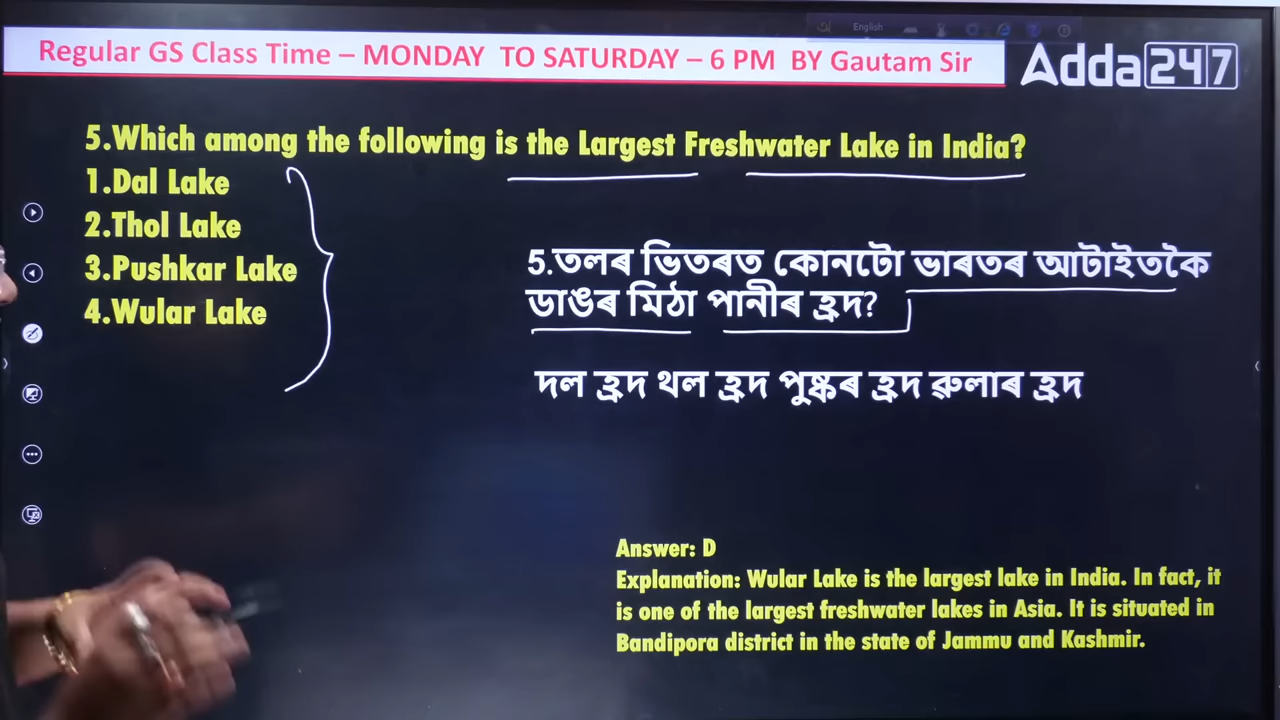 English
Regular GS Class Time – MONDAY TO SATURDAY – 6 PM BY Gautam Sir
Adda 247
5.Which among the following is the Largest Freshwater Lake in India?
1.Dal Lake
2.Thol Lake
3.Pushkar Lake
4.Wular Lake
5.তলৰ ভিতৰত কোনটো ভাৰতৰ আটাইতকৈ
ডাঙৰ মিঠা পানীৰ হ্ৰদ?
দল হ্ৰদ থল হ্ৰদ পুষ্কৰ হ্ৰদ ৱুলাৰ হ্ৰদ
Answer: D
Explanation: Wular Lake is the largest lake in India. In fact, it
is one of the largest freshwater lakes in Asia. It is situated in
Bandipora district in the state of Jammu and Kashmir.